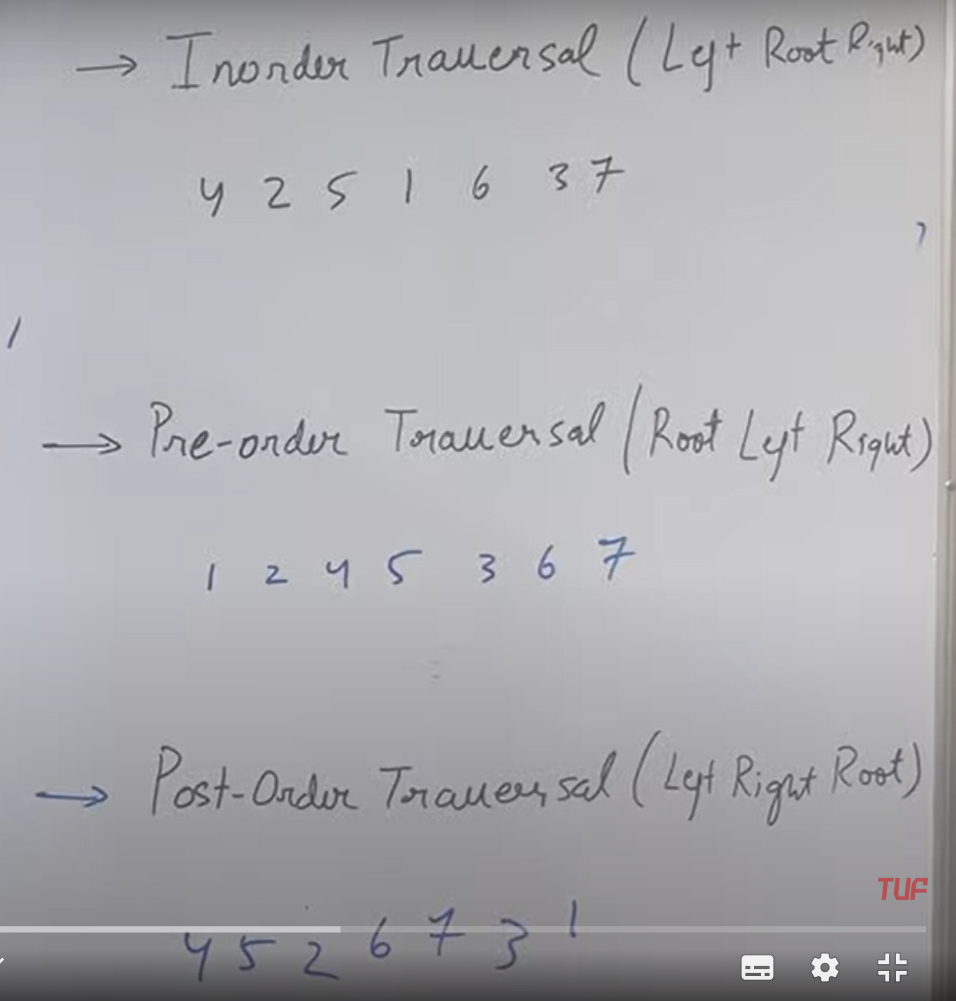 → Inorder Traversal (Left Root Right)
4 2 5 1 6 3 7
→ Pre-order Traversal (Root Left Right)
1 2 4 5 3 6 7
→ Post-Order Traversal (Left Right Root)
TUF
4 5 2 6 7 3 1